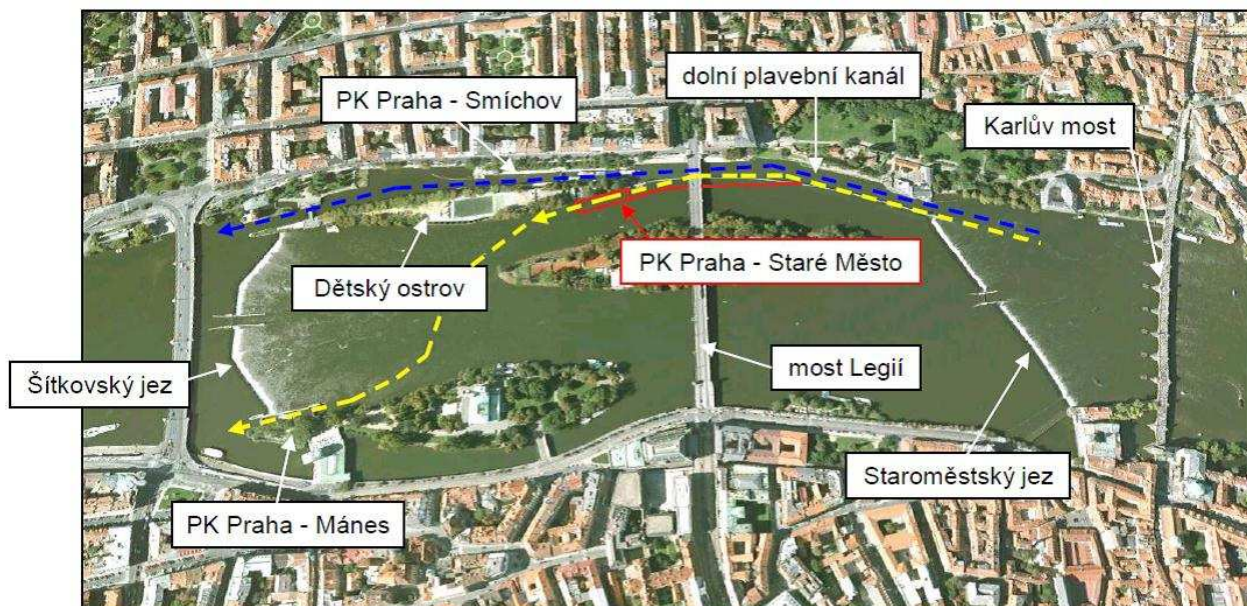 dolní plavební kanál
PK Praha - Smíchov
Karlův most
PK Praha - Staré Město
Dětský ostrov
Šítkovský jez
most Legií
Staroměstský jez
PK Praha - Mánes